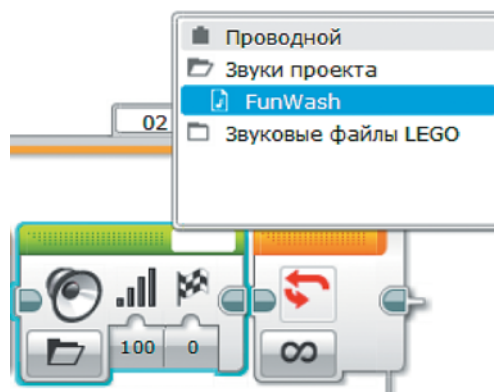 Проводной
Звуки проекта
FunWash
Звуковые файлы LEGO
02
100 0
∞